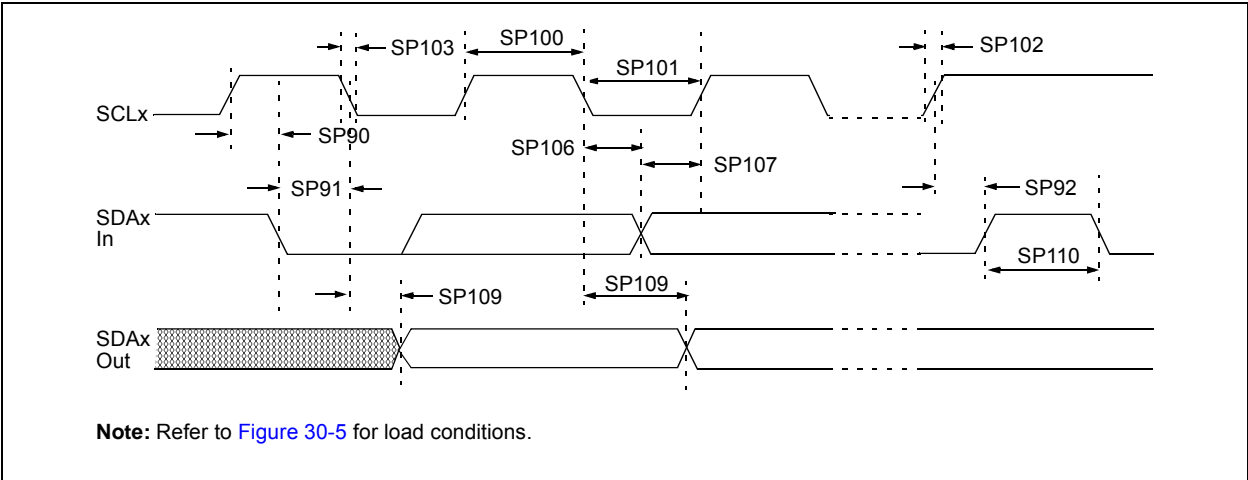 SP103
SP100
SP102
SP101
SCLx
SP90
SP106
SP107
SP91
SP92
SDAx
In
SP110
SP109
SP109
SDAx
Out
Note: Refer to Figure 30-5 for load conditions.